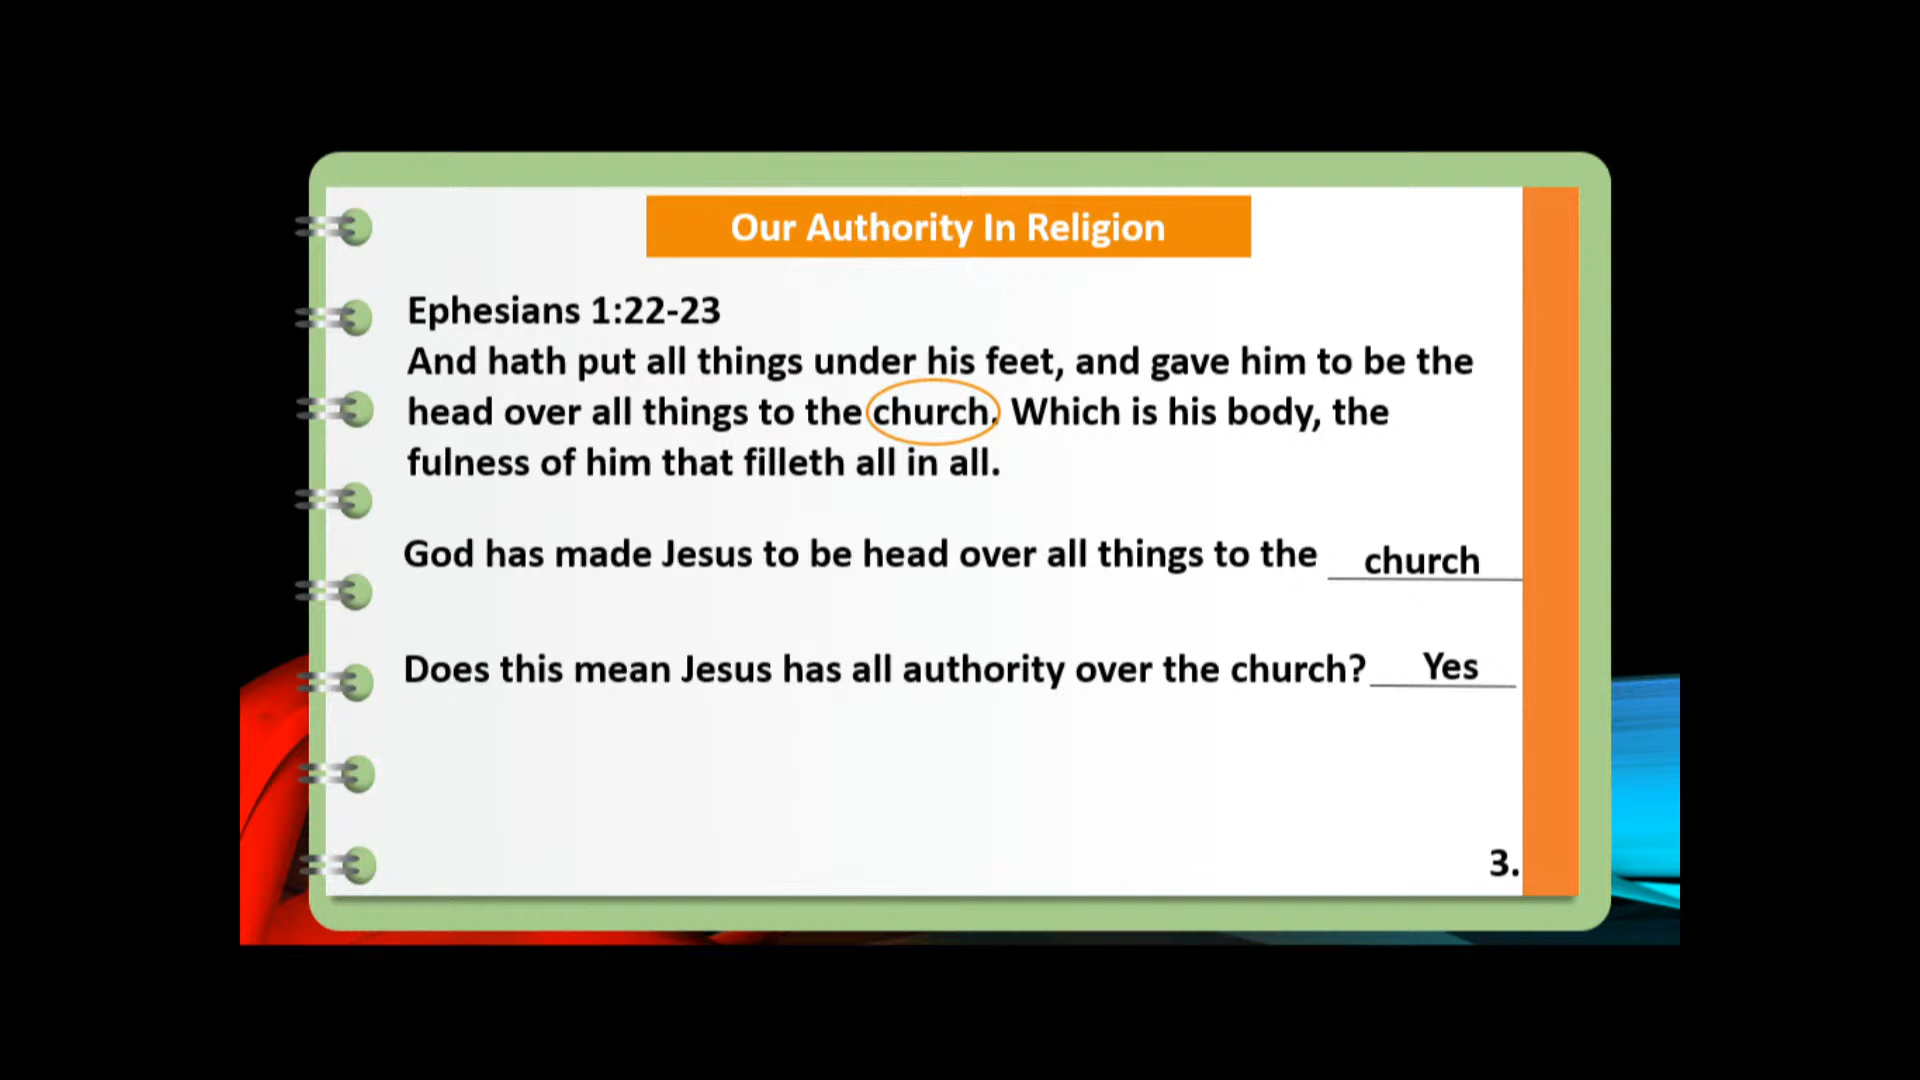 Our Authority In Religion
Ephesians 1:22-23
And hath put all things under his feet, and gave him to be the
head over all things to the church. Which is his body, the
fulness of him that filleth all in all.
God has made Jesus to be head over all things to the church
Does this mean Jesus has all authority over the church? Yes
3.